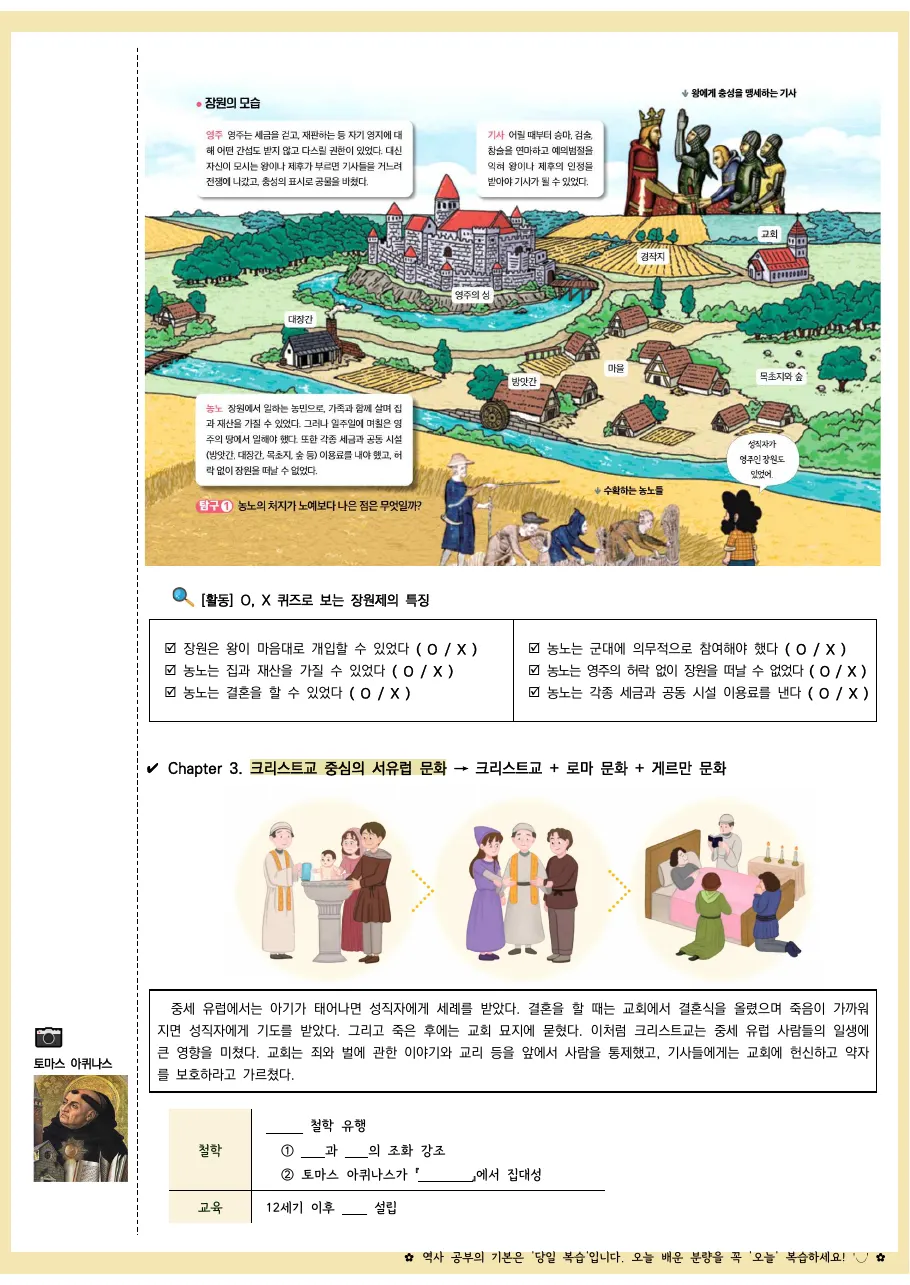 ● 장원의 모습
왕에게 충성을 맹세하는 기사
영주 영주는 세금을 걷고, 재판하는 등 자기 영지에 대
해 어떤 간섭도 받지 않고 다스릴 권한이 있었다. 대신
자신이 모시는 왕이나 제후가 부르면 기사들을 거느려
전쟁에 나갔고, 충성의 표시로 공물을 바쳤다.
기사 어릴 때부터 승마, 검술,
창술을 연마하고 예의범절을
익혀 왕이나 제후의 인정을
받아야 기사가 될 수 있었다.
교회
경작지
영주의 성
대장간
마을
방앗간
목초지와 숲
농노 장원에서 일하는 농민으로, 가족과 함께 살며 집
과 재산을 가질 수 있었다. 그러나 일주일에 며칠은 영
주의 땅에서 일해야 했다. 또한 각종 세금과 공동 시설
(방앗간, 대장간, 목초지, 숲 등) 이용료를 내야 했고, 허
락 없이 장원을 떠날 수 없었다.
성직자가
영주인 장원도
있었어.
수확하는 농노들
탐구 1 농노의 처지가 노예보다 나은 점은 무엇일까?
[활동] O, X 퀴즈로 보는 장원제의 특징
☑ 장원은 왕이 마음대로 개입할 수 있었다 ( O / X )
☑ 농노는 집과 재산을 가질 수 있었다 ( O / X )
☑ 농노는 결혼을 할 수 있었다 ( O / X )
☑ 농노는 군대에 의무적으로 참여해야 했다 ( O / X )
☑ 농노는 영주의 허락 없이 장원을 떠날 수 없었다 ( O / X )
☑ 농노는 각종 세금과 공동 시설 이용료를 낸다 ( O / X )
✔ Chapter 3. 크리스트교 중심의 서유럽 문화 → 크리스트교 + 로마 문화 + 게르만 문화
중세 유럽에서는 아기가 태어나면 성직자에게 세례를 받았다. 결혼을 할 때는 교회에서 결혼식을 올렸으며 죽음이 가까워
지면 성직자에게 기도를 받았다. 그리고 죽은 후에는 교회 묘지에 묻혔다. 이처럼 크리스트교는 중세 유럽 사람들의 일생에
큰 영향을 미쳤다. 교회는 죄와 벌에 관한 이야기와 교리 등을 앞에서 사람을 통제했고, 기사들에게는 교회에 헌신하고 약자
를 보호하라고 가르쳤다.
토마스 아퀴나스
철학
_____ 철학 유행
① ___과 ___의 조화 강조
② 토마스 아퀴나스가 『_______』에서 집대성
교육
12세기 이후 ___ 설립
✿ 역사 공부의 기본은 '당일 복습'입니다. 오늘 배운 분량을 꼭 '오늘' 복습하세요! '◡' ✿